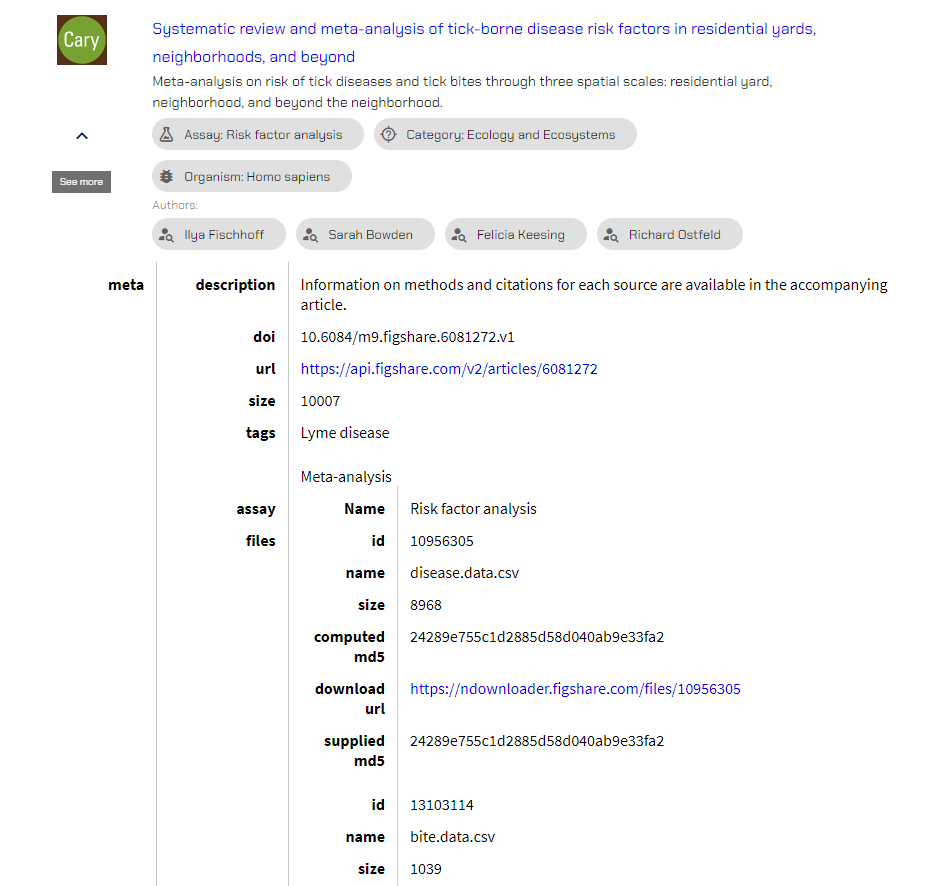 Cary
Systematic review and meta-analysis of tick-borne disease risk factors in residential yards,
neighborhoods, and beyond
Meta-analysis on risk of tick diseases and tick bites through three spatial scales: residential yard,
neighborhood, and beyond the neighborhood.
Assay: Risk factor analysis
Category: Ecology and Ecosystems
See more
Organism: Homo sapiens
Authors:
Ilya Fischhoff
Sarah Bowden
Felicia Keesing
Richard Ostfeld
meta
description
Information on methods and citations for each source are available in the accompanying
article.
doi
10.6084/m9.figshare.6081272.v1
url
https://api.figshare.com/v2/articles/6081272
size
10007
tags
Lyme disease
Meta-analysis
assay
Name
Risk factor analysis
files
id
10956305
name
disease.data.csv
size
8968
computed
md5
24289e755c1d2885d58d040ab9e33fa2
download
url
https://ndownloader.figshare.com/files/10956305
supplied
md5
24289e755c1d2885d58d040ab9e33fa2
id
13103114
name
bite.data.csv
size
1039